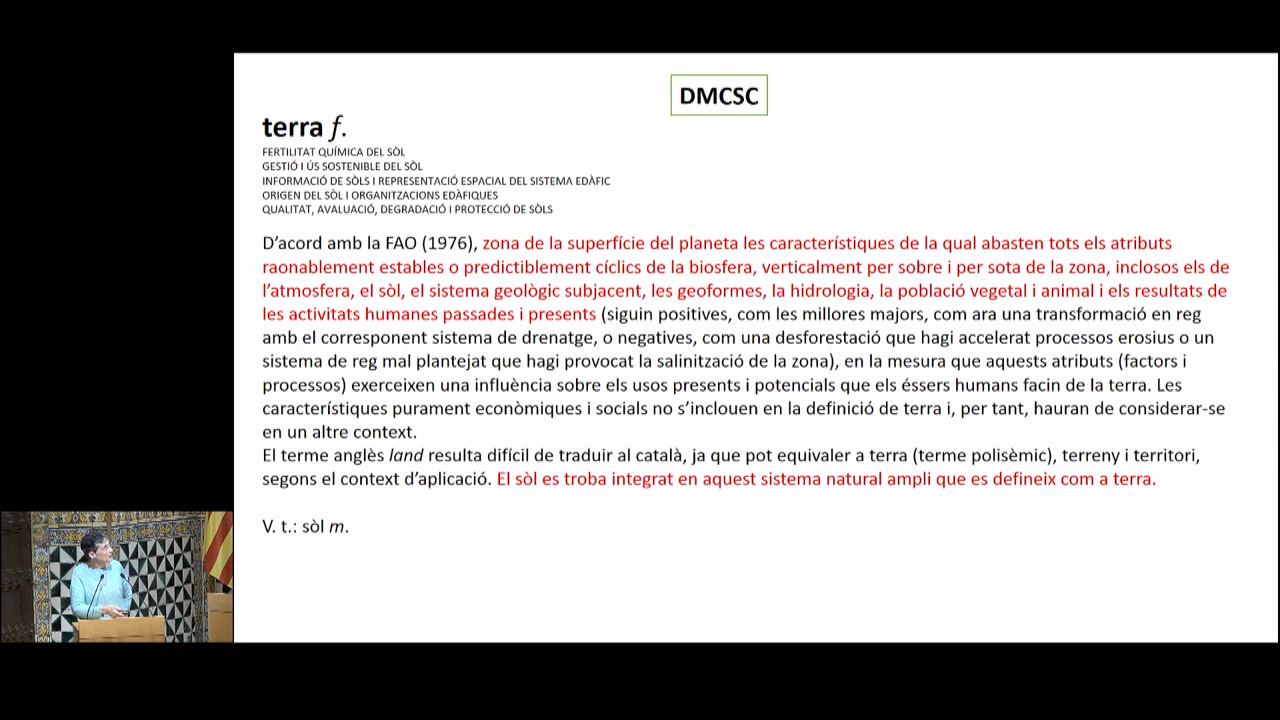 DMCSC
terra f.
FERTILITAT QUÍMICA DEL SÒL
GESTIÓ I ÚS SOSTENIBLE DEL SÒL
INFORMACIÓ DE SÒLS I REPRESENTACIÓ ESPACIAL DEL SISTEMA EDÀFIC
ORIGEN DEL SÒL I ORGANITZACIONS EDÀFIQUES
QUALITAT, AVALUACIÓ, DEGRADACIÓ I PROTECCIÓ DE SÒLS
D’acord amb la FAO (1976), zona de la superfície del planeta les característiques de la qual abasten tots els atributs
raonablement estables o predictiblement cíclics de la biosfera, verticalment per sobre i per sota de la zona, inclosos els de
l’atmosfera, el sòl, el sistema geològic subjacent, les geoformes, la hidrologia, la població vegetal i animal i els resultats de
les activitats humanes passades i presents (siguin positives, com les millores majors, com ara una transformació en reg
amb el corresponent sistema de drenatge, o negatives, com una desforestació que hagi accelerat processos erosius o un
sistema de reg mal plantejat que hagi provocat la salinització de la zona), en la mesura que aquests atributs (factors i
processos) exerceixen una influència sobre els usos presents i potencials que els éssers humans facin de la terra. Les
característiques purament econòmiques i socials no s’inclouen en la definició de terra i, per tant, hauran de considerar-se
en un altre context.
El terme anglès land resulta difícil de traduir al català, ja que pot equivaler a terra (terme polisèmic), terreny i territori,
segons el context d’aplicació. El sòl es troba integrat en aquest sistema natural ampli que es defineix com a terra.
V. t.: sòl m.